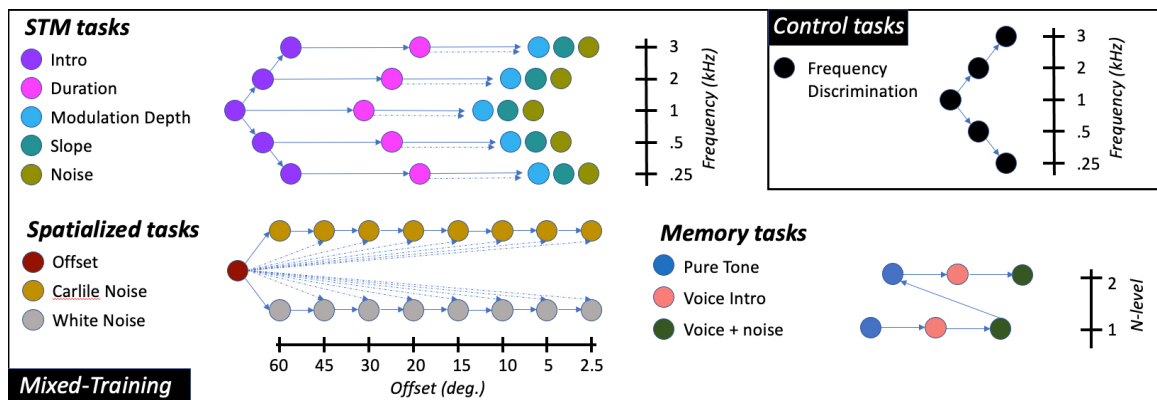 STM tasks
Intro
Duration
Modulation Depth
Slope
Noise
3
2
1
.5
.25
Frequency (kHz)
Control tasks
Frequency
Discrimination
3
2
1
.5
.25
Frequency (kHz)
Spatialized tasks
Offset
Carlile Noise
White Noise
60 45 30 20 15 10 5 2.5
Offset (deg.)
Memory tasks
Pure Tone
Voice Intro
Voice + noise
2
1
N-level
Mixed-Training